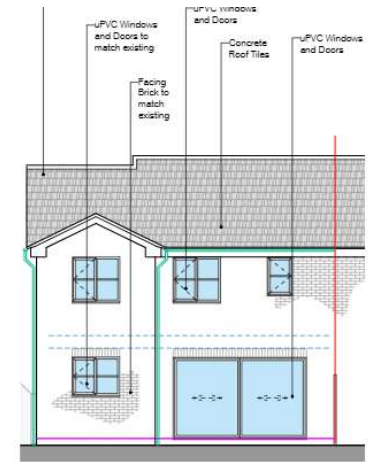 uPVC Windows
and Doors to
match existing
Facing
Brick to
match
existing
uPVC Windows
and Doors
Concrete
Roof Tiles
uPVC Windows
and Doors